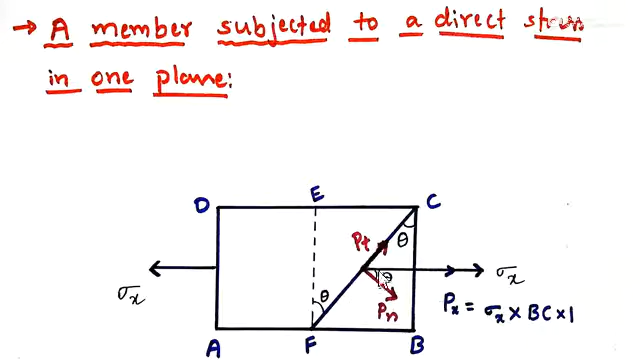 → A member subjected to a direct stress
in one plane:
D E C
Pt θ
σx θ σx
θ Pn Px = σx × BC × 1
A F B